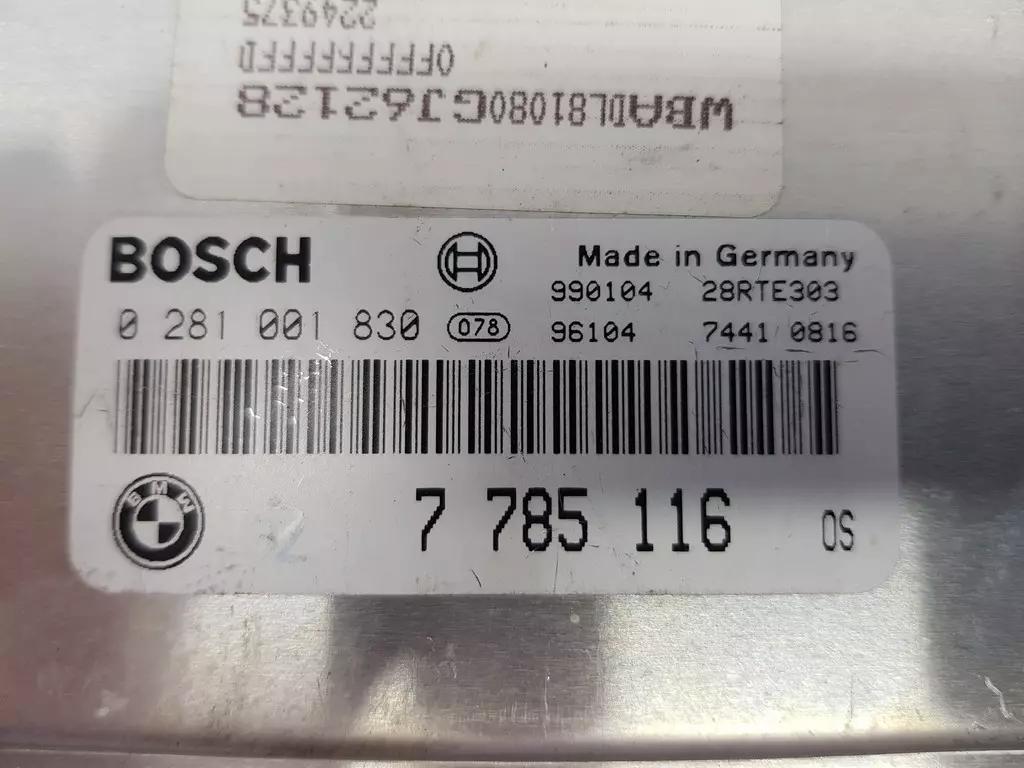 WBADL81080GJ62128
0FFFFFFFFD
2249375
BOSCH Made in Germany
990104 28RTE303
0 281 001 830 078 96104 7441 0816
BMW
7 785 116 OS